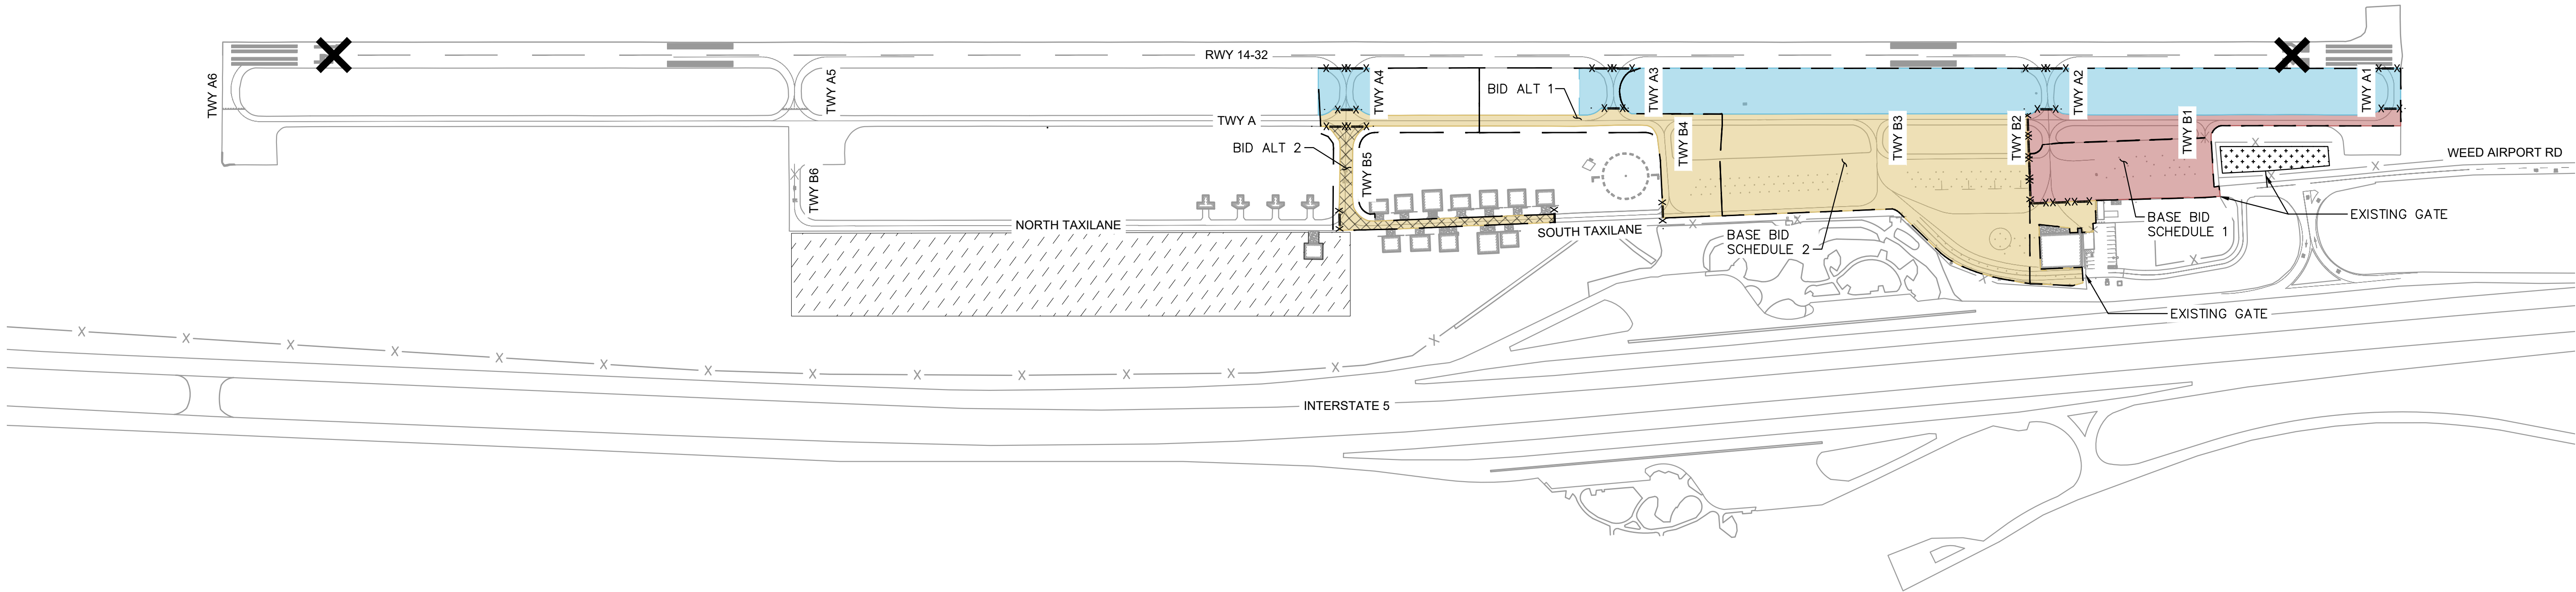 RWY 14-32
TWY A6
TWY A5
TWY A4
TWY A3
TWY A2
TWY A1
BID ALT 1
TWY A
BID ALT 2
TWY B6
TWY B5
TWY B4
TWY B3
TWY B2
TWY B1
WEED AIRPORT RD
EXISTING GATE
NORTH TAXILANE
SOUTH TAXILANE
BASE BID
SCHEDULE 2
BASE BID
SCHEDULE 1
EXISTING GATE
INTERSTATE 5